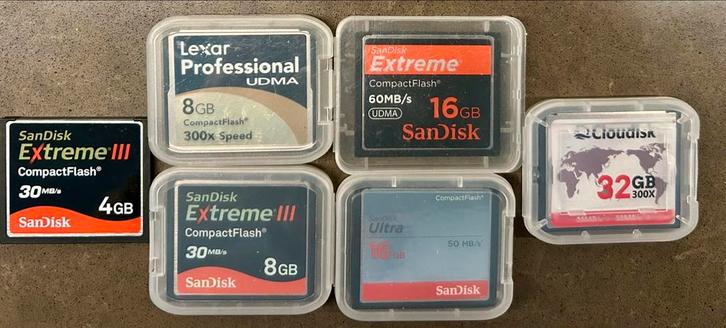 SanDisk
Extreme III
CompactFlash®
30MB/s
4GB
SanDisk
Lexar
Professional
UDMA
8GB
CompactFlash®
300x Speed
SanDisk
Extreme
CompactFlash®
60MB/s
UDMA
16GB
SanDisk
SanDisk
Extreme III
CompactFlash®
30MB/s
8GB
SanDisk
CompactFlash®
SanDisk
Ultra
16GB
50 MB/s
SanDisk
Cloudisk
32GB
300X